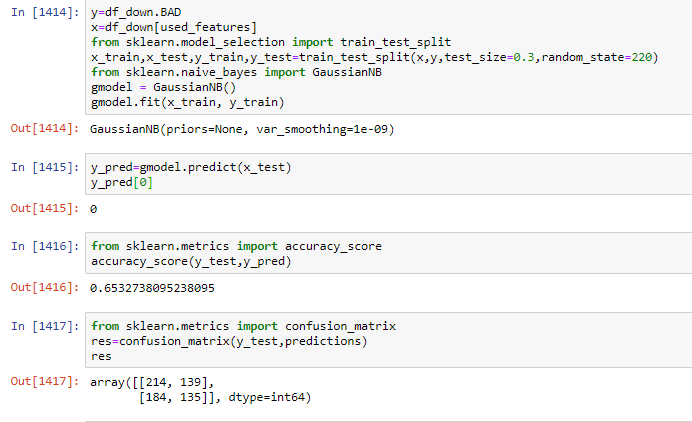 In [1414]: y=df_down.BAD
x=df_down[used_features]
from sklearn.model_selection import train_test_split
x_train,x_test,y_train,y_test=train_test_split(x,y,test_size=0.3,random_state=220)
from sklearn.naive_bayes import GaussianNB
gmodel = GaussianNB()
gmodel.fit(x_train, y_train)
Out[1414]: GaussianNB(priors=None, var_smoothing=1e-09)
In [1415]: y_pred=gmodel.predict(x_test)
y_pred[0]
Out[1415]: 0
In [1416]: from sklearn.metrics import accuracy_score
accuracy_score(y_test,y_pred)
Out[1416]: 0.6532738095238095
In [1417]: from sklearn.metrics import confusion_matrix
res=confusion_matrix(y_test,predictions)
res
Out[1417]: array([[214, 139],
[184, 135]], dtype=int64)